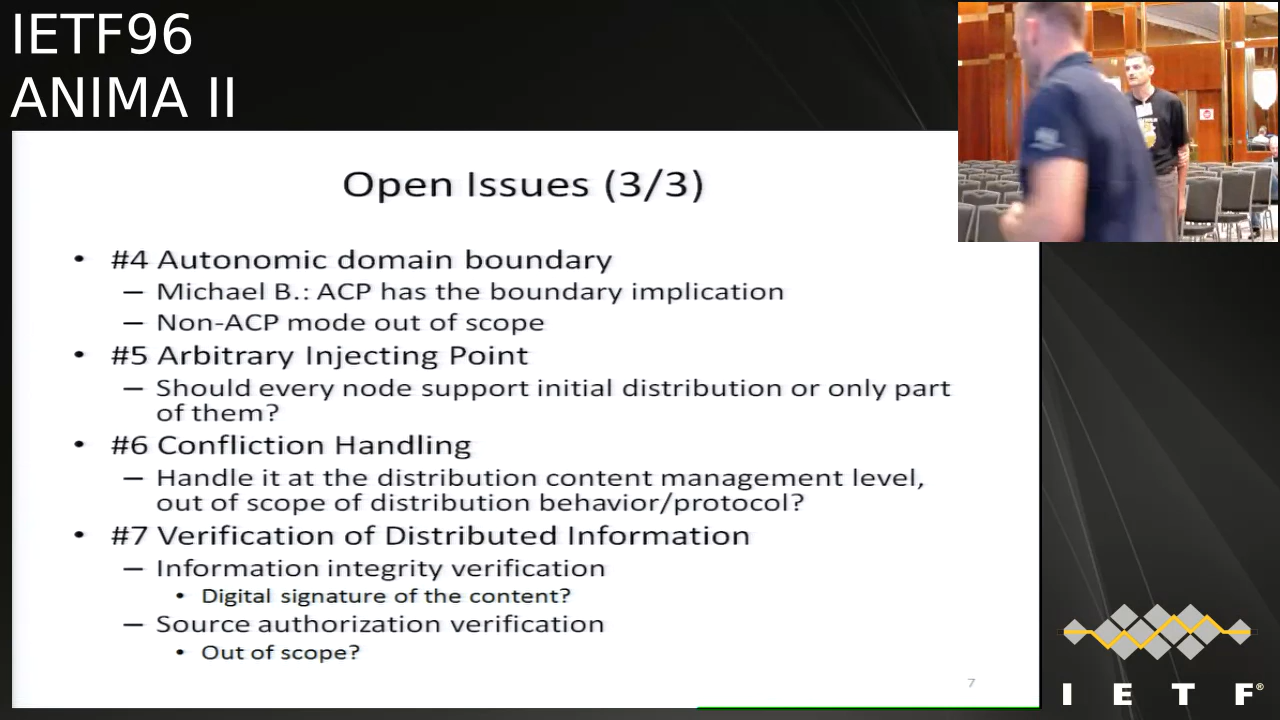 IETF96
ANIMA II
Open Issues (3/3)
• #4 Autonomic domain boundary
– Michael B.: ACP has the boundary implication
– Non-ACP mode out of scope
• #5 Arbitrary Injecting Point
– Should every node support initial distribution or only part
of them?
• #6 Confliction Handling
– Handle it at the distribution content management level,
out of scope of distribution behavior/protocol?
• #7 Verification of Distributed Information
– Information integrity verification
• Digital signature of the content?
– Source authorization verification
• Out of scope?
7
I E T F®